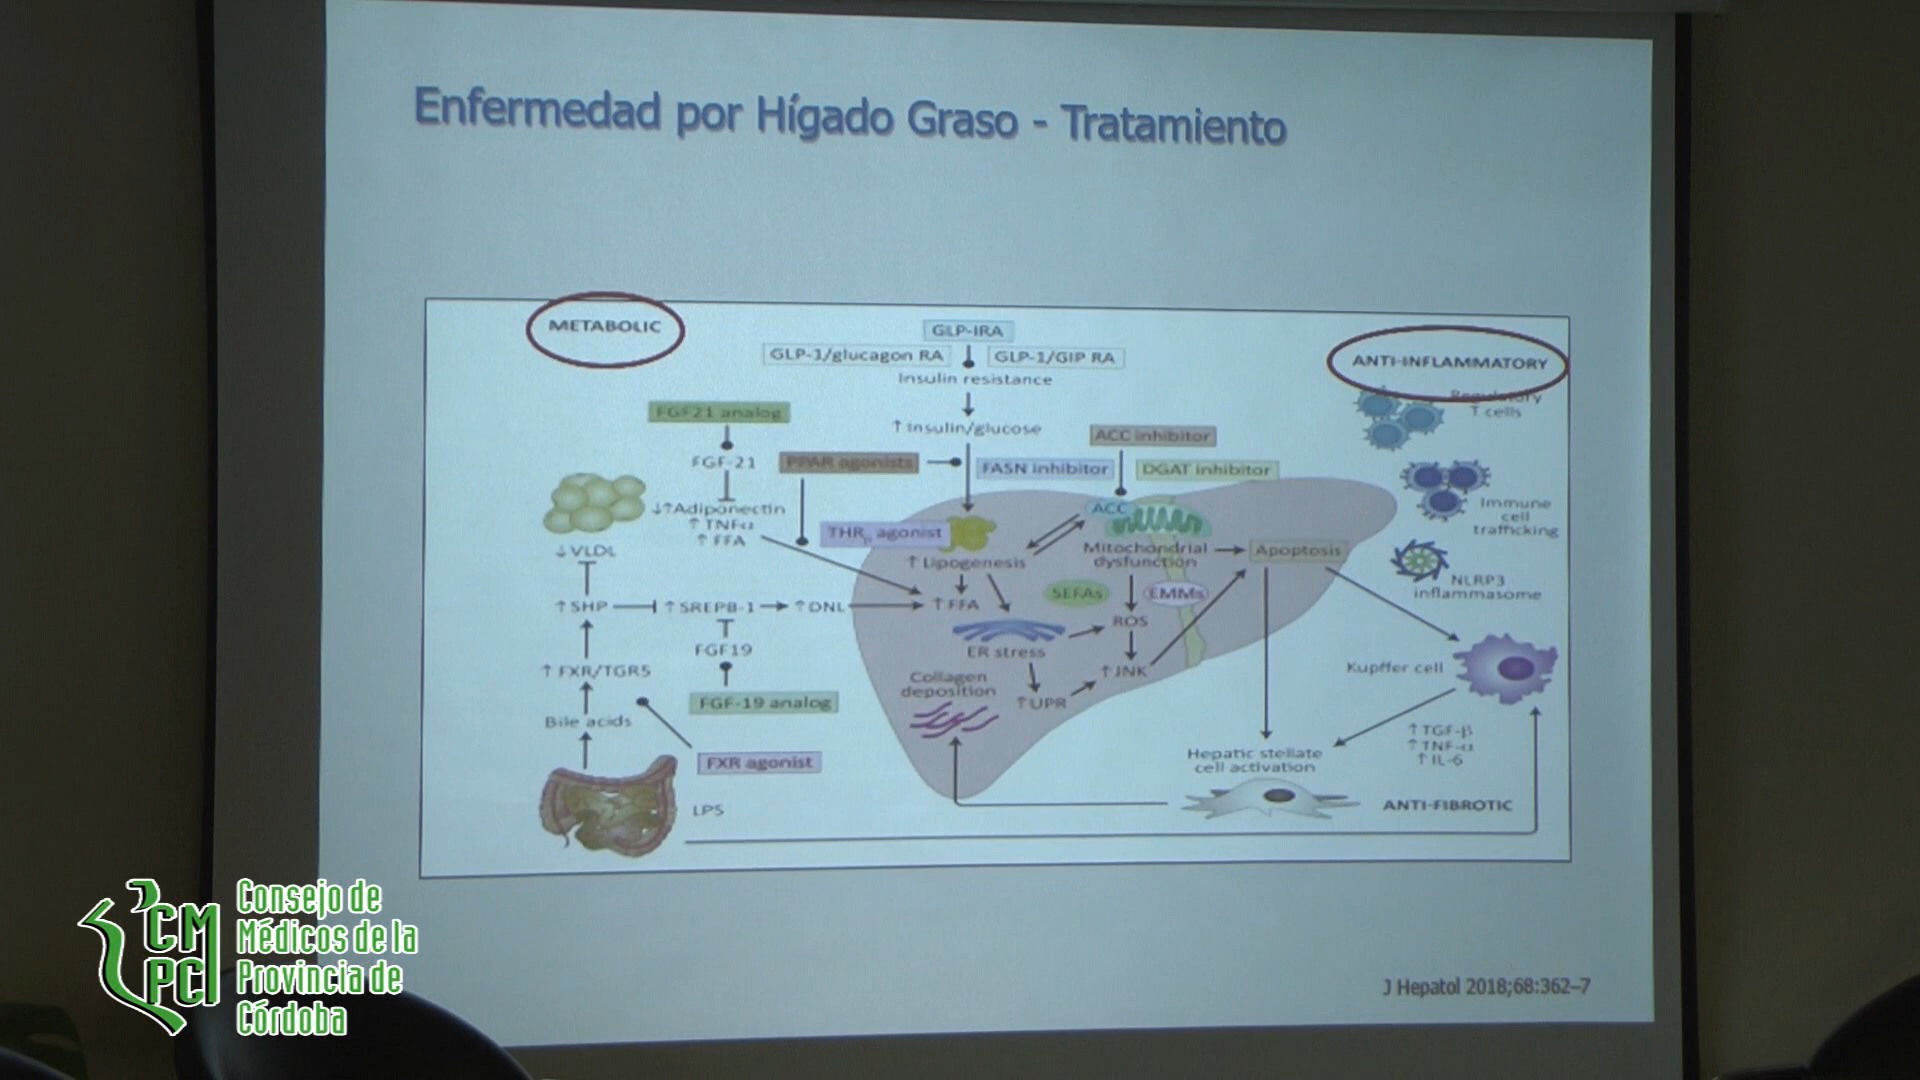 Enfermedad por Hígado Graso - Tratamiento
METABOLIC
GLP-IRA
GLP-1/glucagon RA
GLP-1/GIP RA
Insulin resistance
ANTI-INFLAMMATORY
Regulatory
T cells
FGF21 analog
↑ Insulin/glucose
ACC inhibitor
FGF-21
PPAR agonists
FASN inhibitor
DGAT inhibitor
↓↑Adiponectin
↑ TNFα
↑ FFA
THRβ agonist
ACC
Immune
cell
trafficking
↓VLDL
↑ Lipogenesis
Mitochondrial
dysfunction
Apoptosis
NLRP3
inflammasome
↑ SHP
↑ SREPB-1
↑ DNL
↑ FFA
SEFAs
EMMs
ROS
FGF19
ER stress
↑ FXR/TGR5
Collagen
deposition
↑ JNK
Kupffer cell
↑ UPR
FGF-19 analog
Bile acids
FXR agonist
Hepatic stellate
cell activation
↑ TGF-β
↑ TNF-α
↑ IL-6
LPS
ANTI-FIBROTIC
J Hepatol 2018;68:362–7
CM
PC
Consejo de
Médicos de la
Provincia de
Córdoba